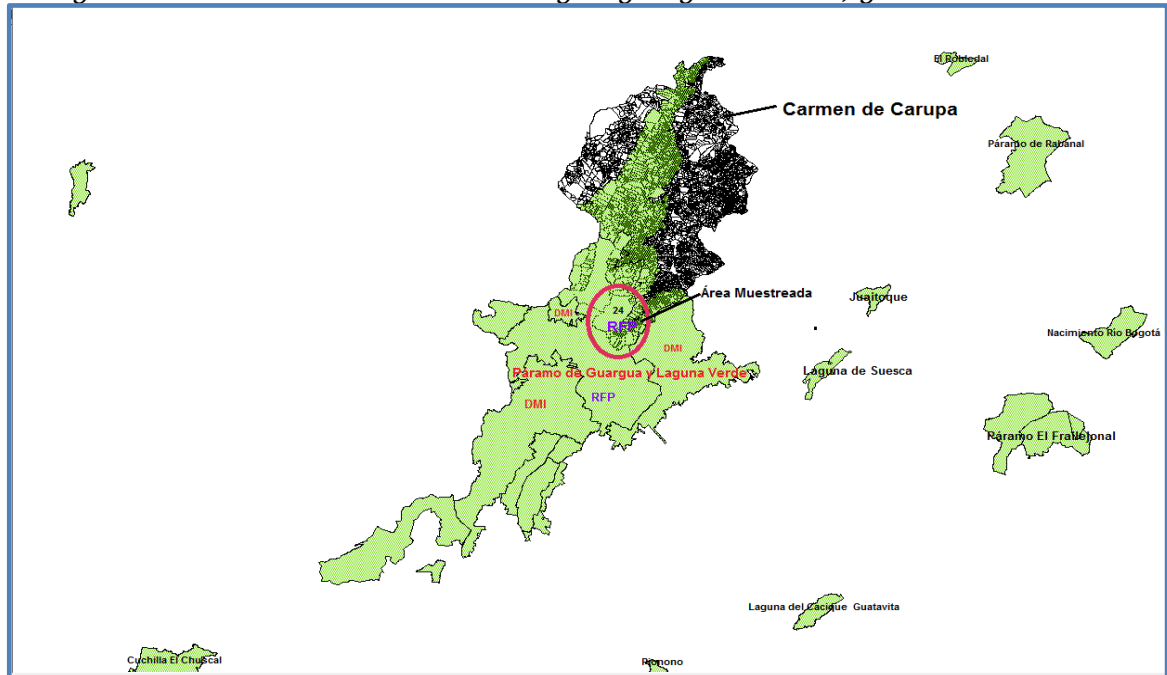 El Robledal
Carmen de Carupa
Páramo de Rabanal
Área Muestreada
Juaitoque
24
DMI
RFP
Nacimiento Río Bogotá
DMI
Laguna de Suesca
Páramo de Guargua y Laguna Verde
RFP
DMI
Páramo El Frailejonal
Laguna del Cacique Guatavita
Cuchilla El Chuscal
Pionono